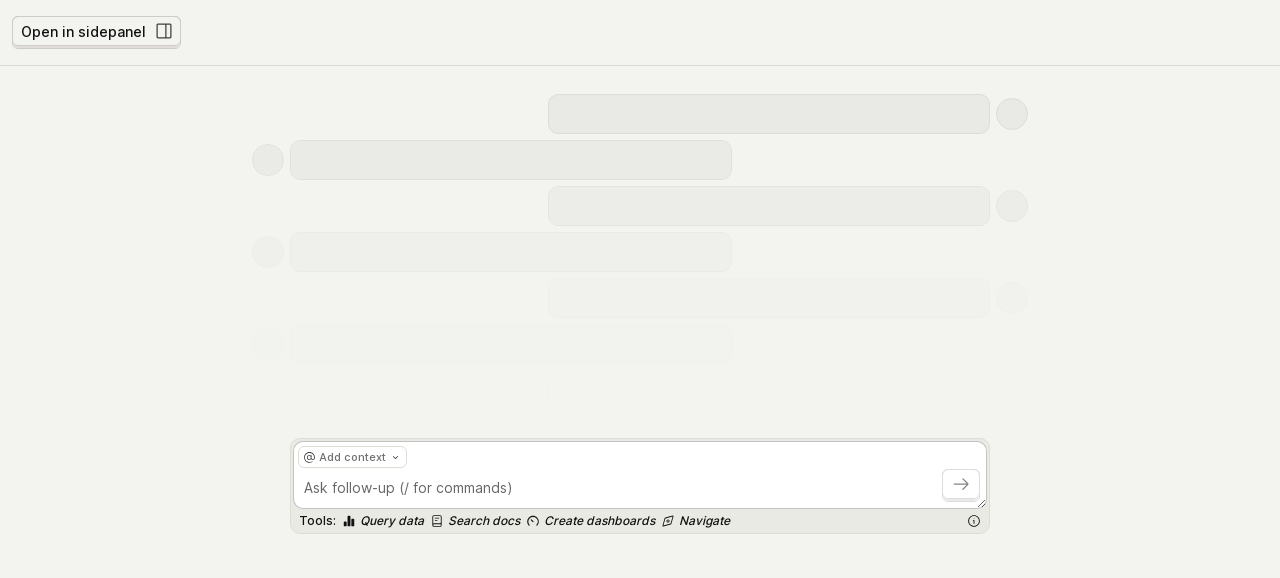 Open in sidepanel
@ Add context
Ask follow-up (/ for commands)
Tools: Query data Search docs Create dashboards Navigate